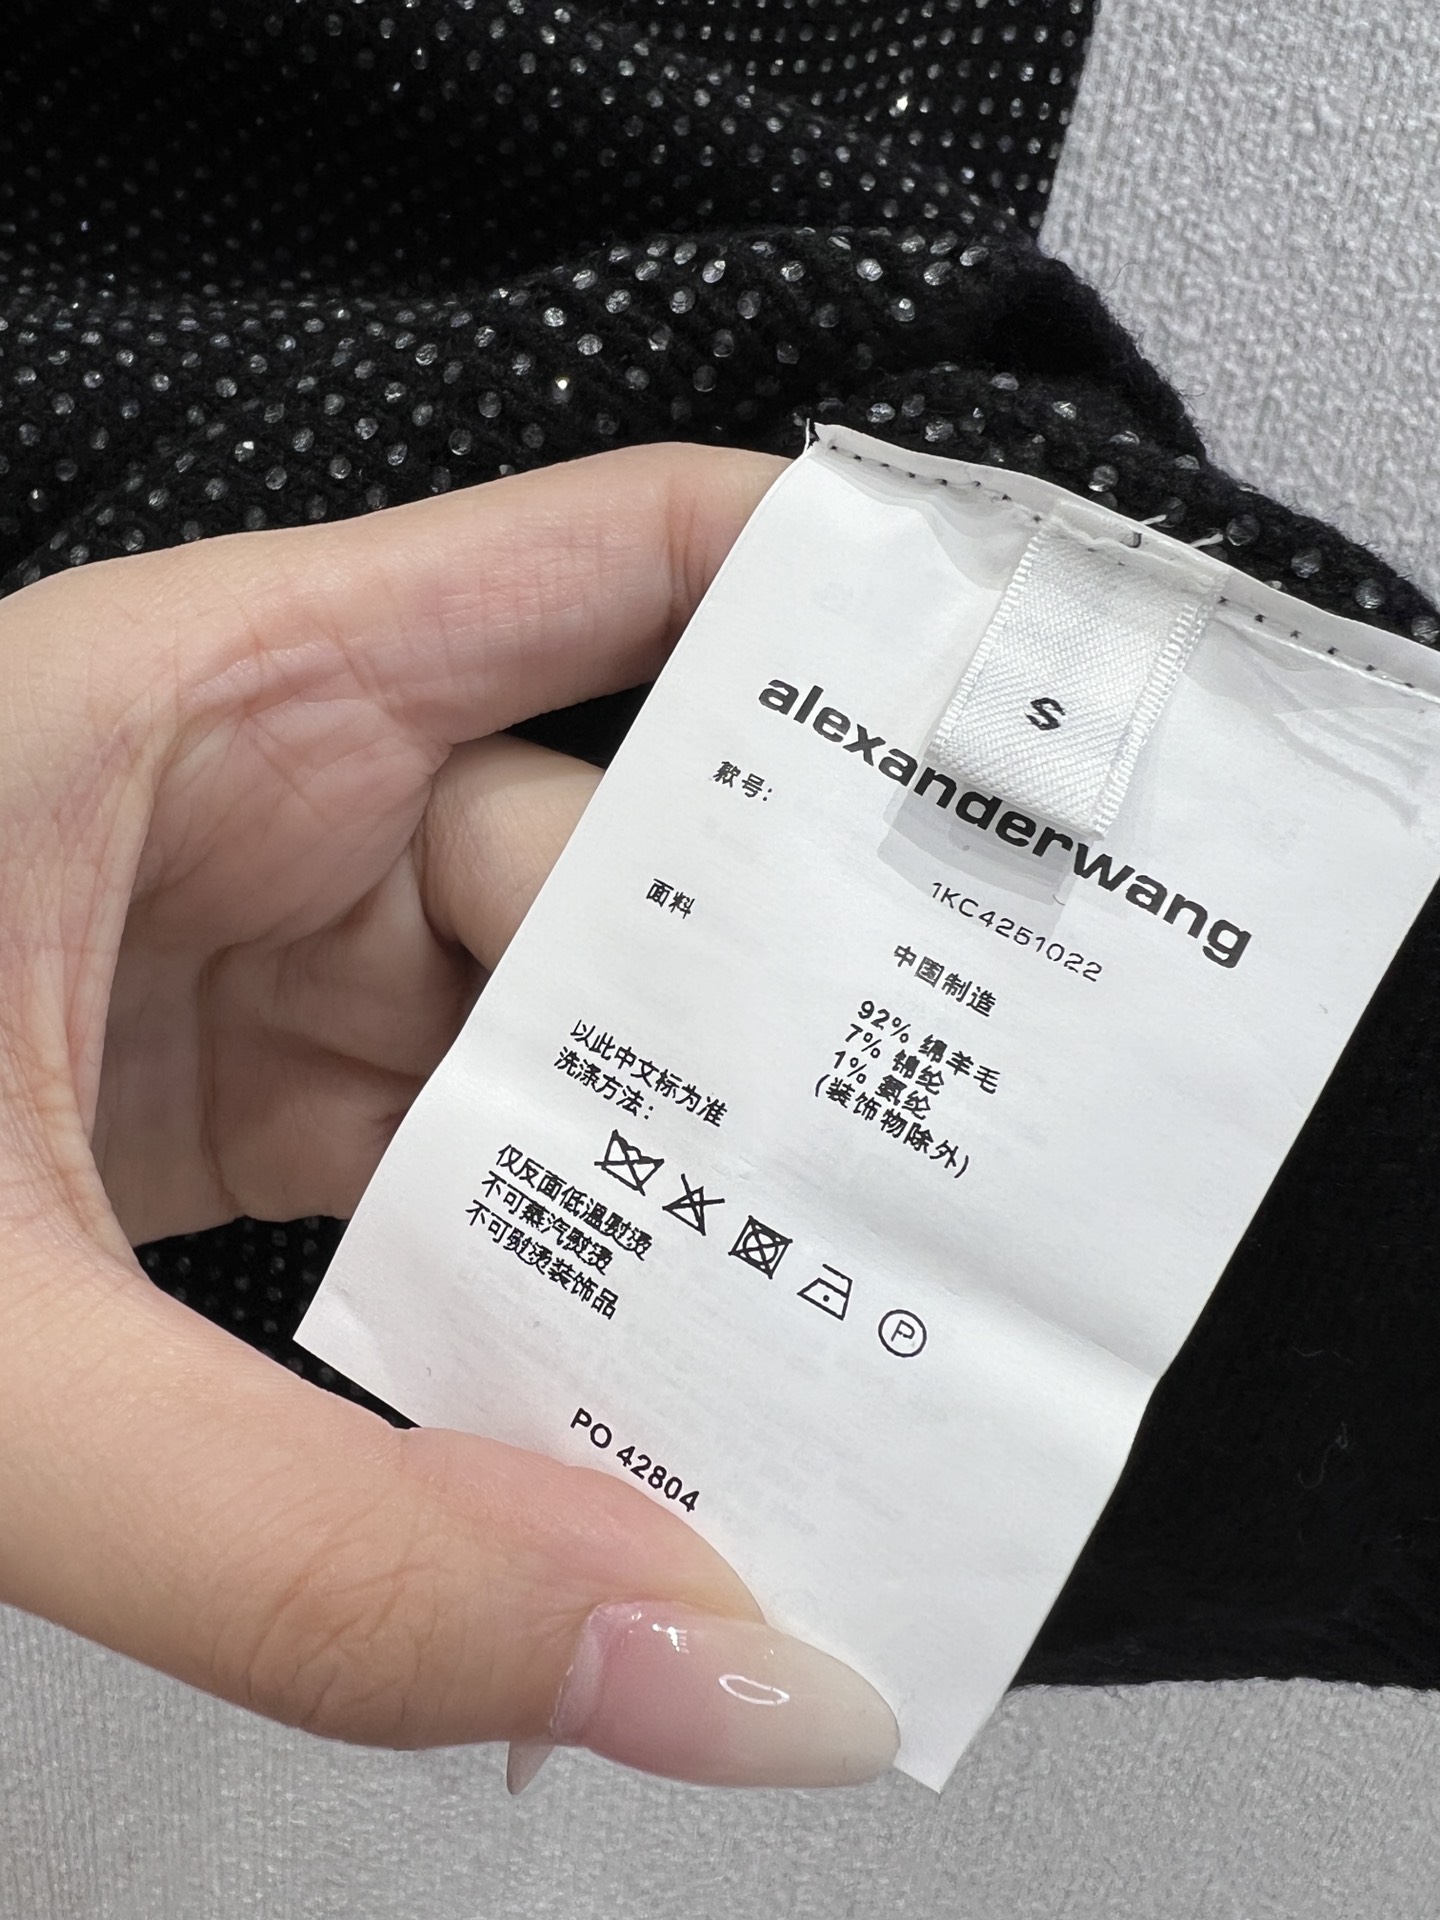 S
alexanderwang
款号:
1KC4251022
面料
中国制造
92% 绵羊毛
7% 锦纶
1% 氨纶
(装饰物除外)
以此中文标为准
洗涤方法:
P
仅反面低温熨烫
不可蒸汽熨烫
不可熨烫装饰品
PO 42804